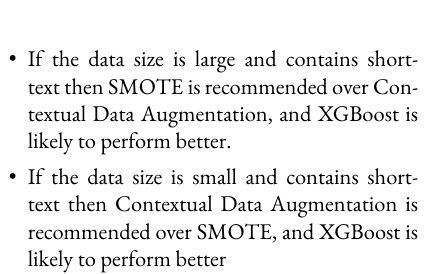 • If the data size is large and contains short-
text then SMOTE is recommended over Con-
textual Data Augmentation, and XGBoost is
likely to perform better.
• If the data size is small and contains short-
text then Contextual Data Augmentation is
recommended over SMOTE, and XGBoost is
likely to perform better